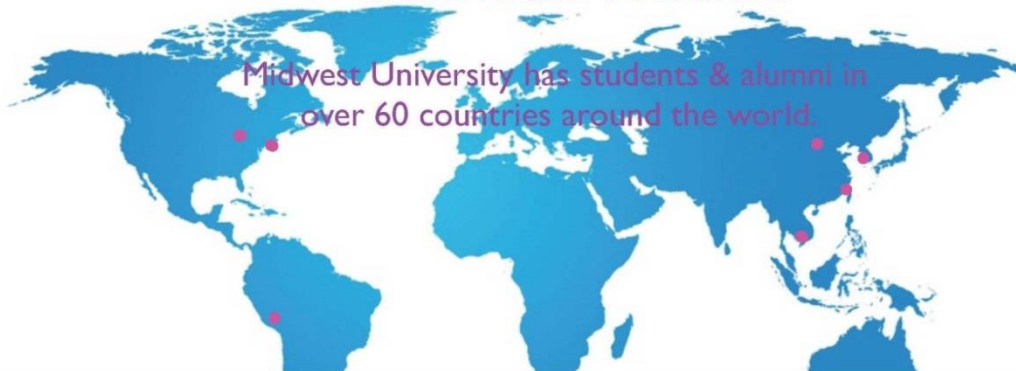 Midwest University has students & alumni in
over 60 countries around the world.